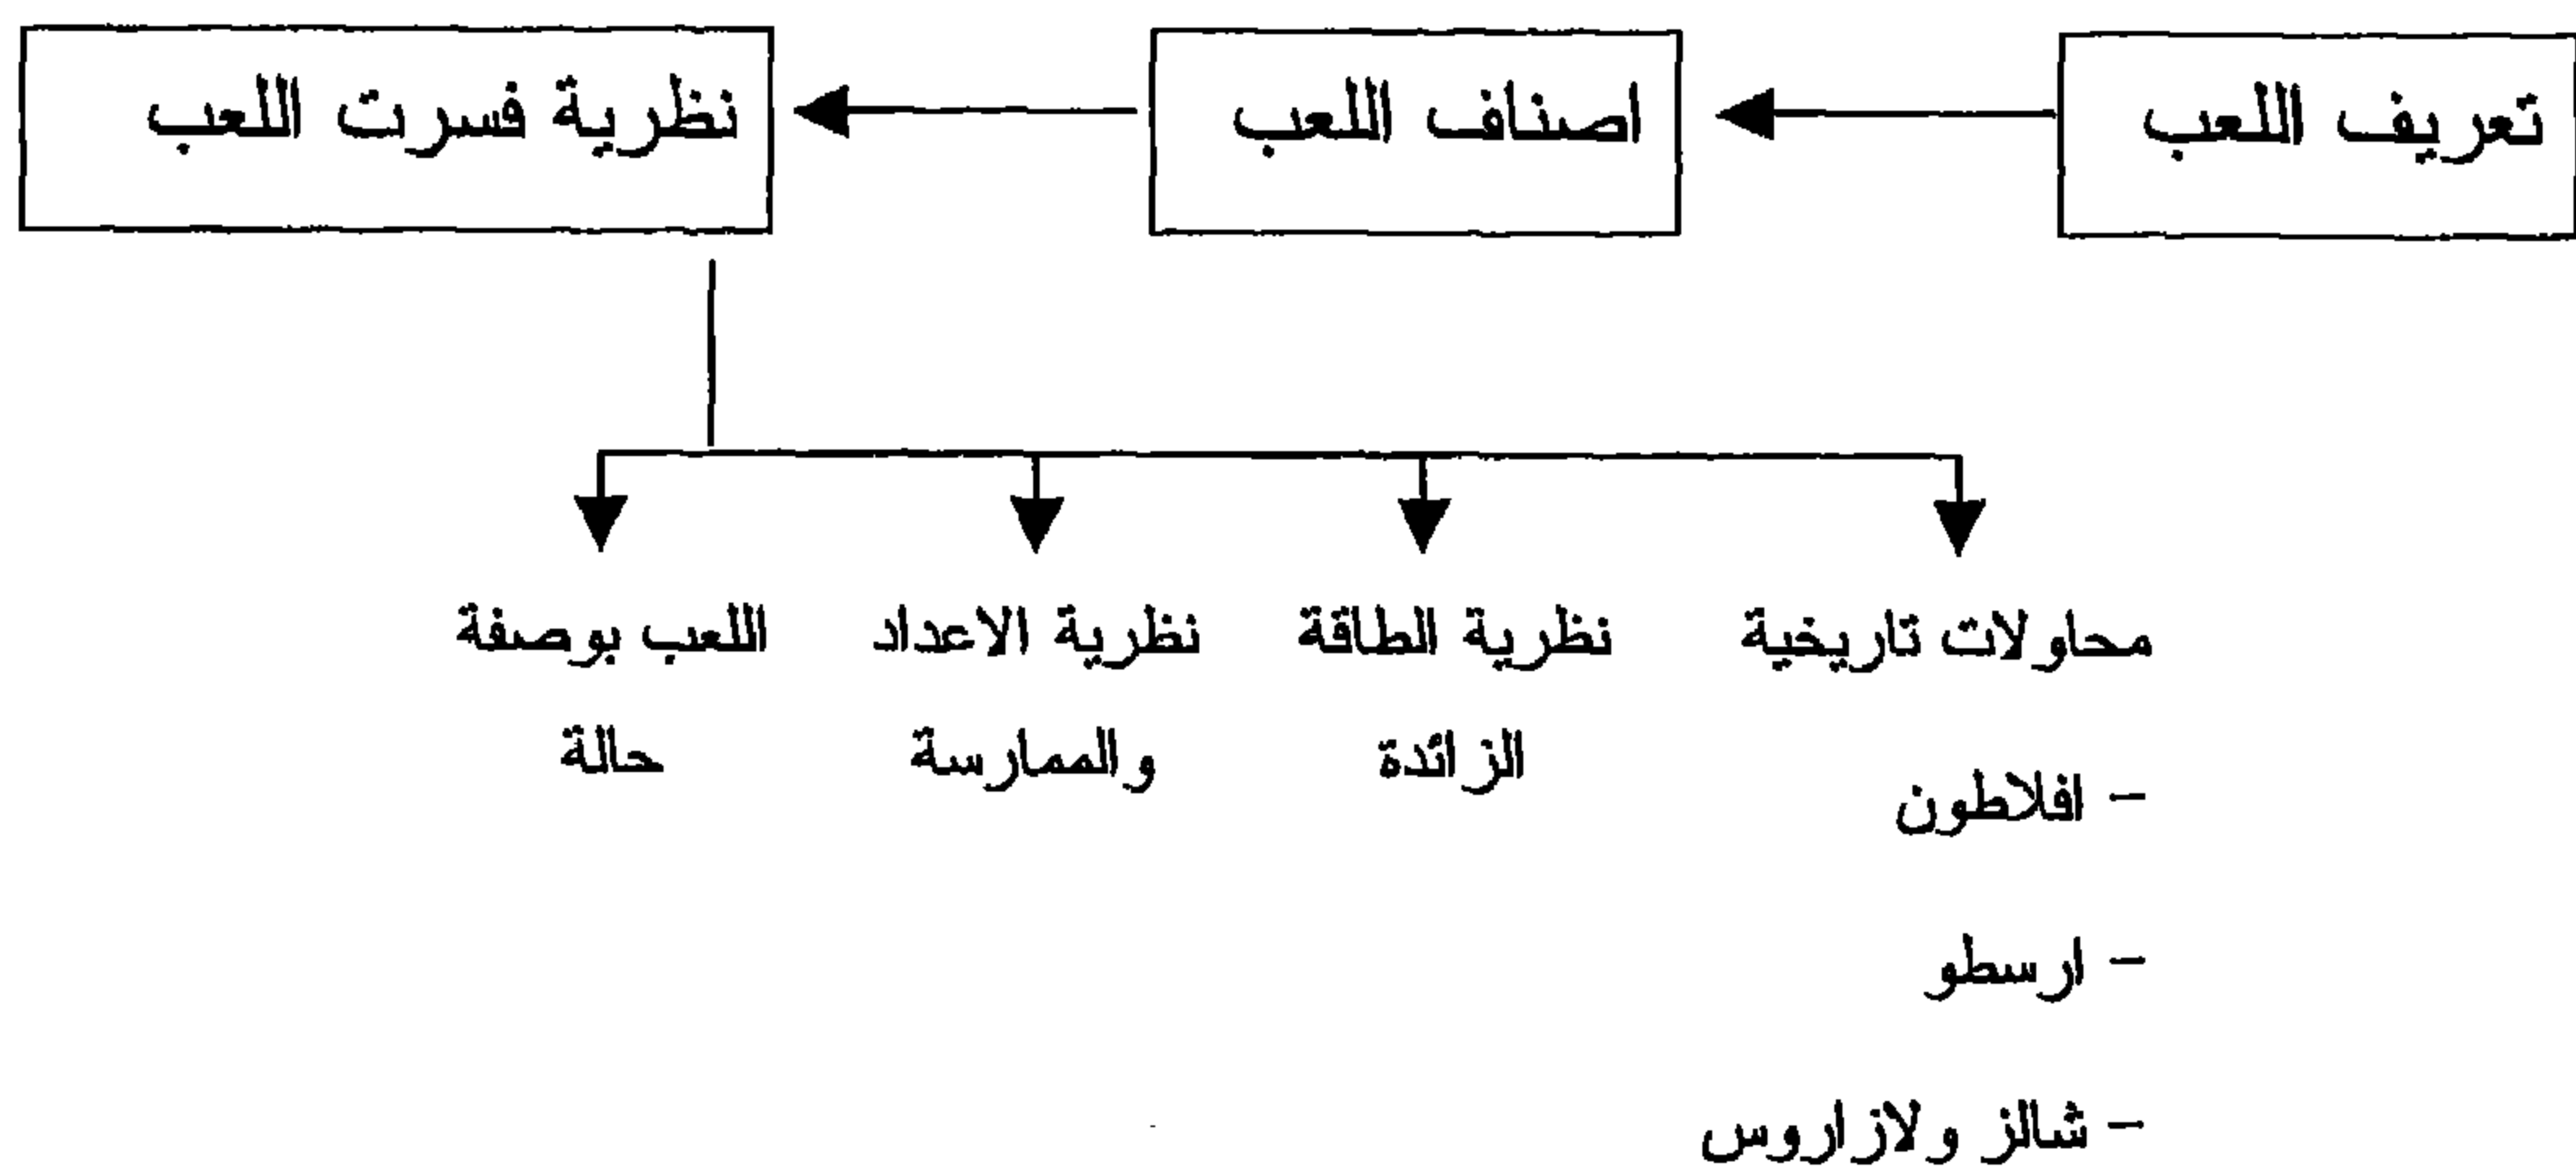 تعريف اللعب
اصناف اللعب
نظرية فسرت اللعب
محاولات تاريخية
- افلاطون
- ارسطو
- شالز ولازاروس
نظرية الطاقة
الزائدة
نظرية الاعداد
والممارسة
اللعب بوصفة
حالة